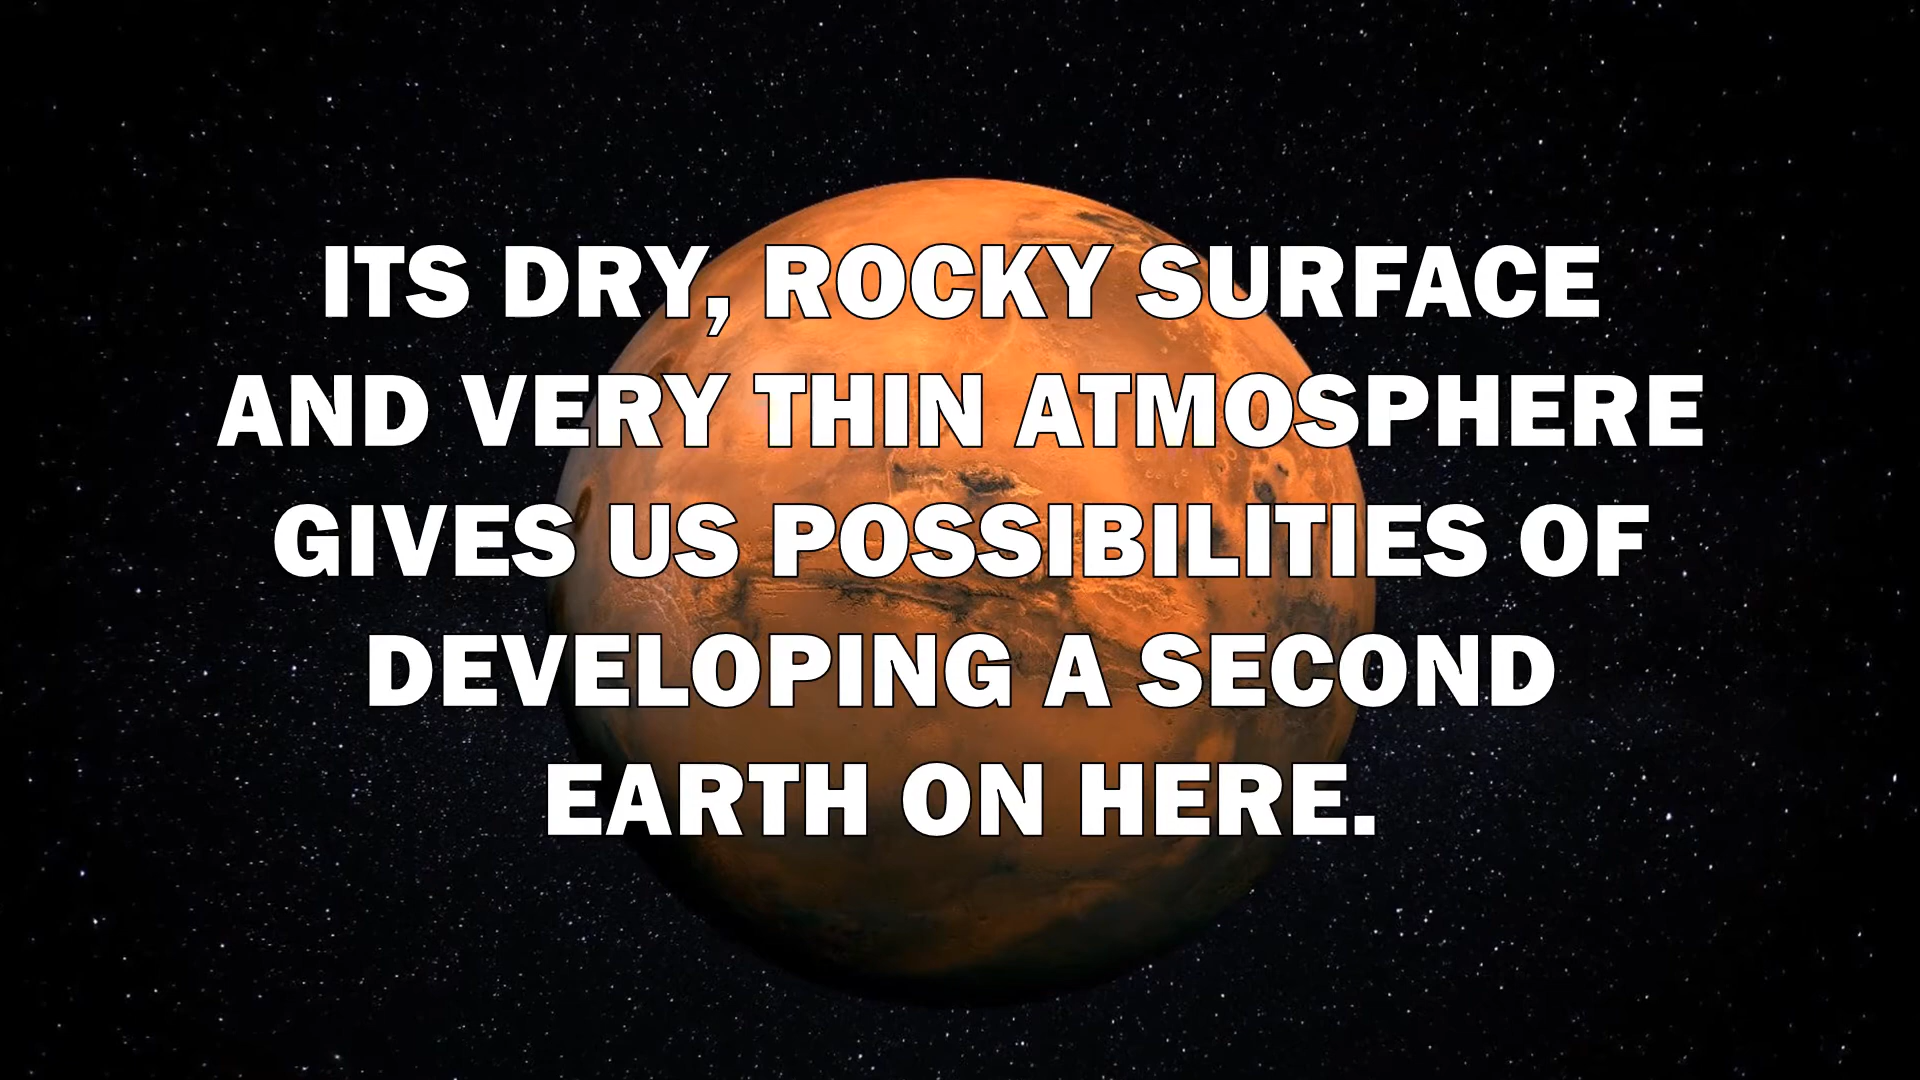 ITS DRY, ROCKY SURFACE
AND VERY THIN ATMOSPHERE
GIVES US POSSIBILITIES OF
DEVELOPING A SECOND
EARTH ON HERE.